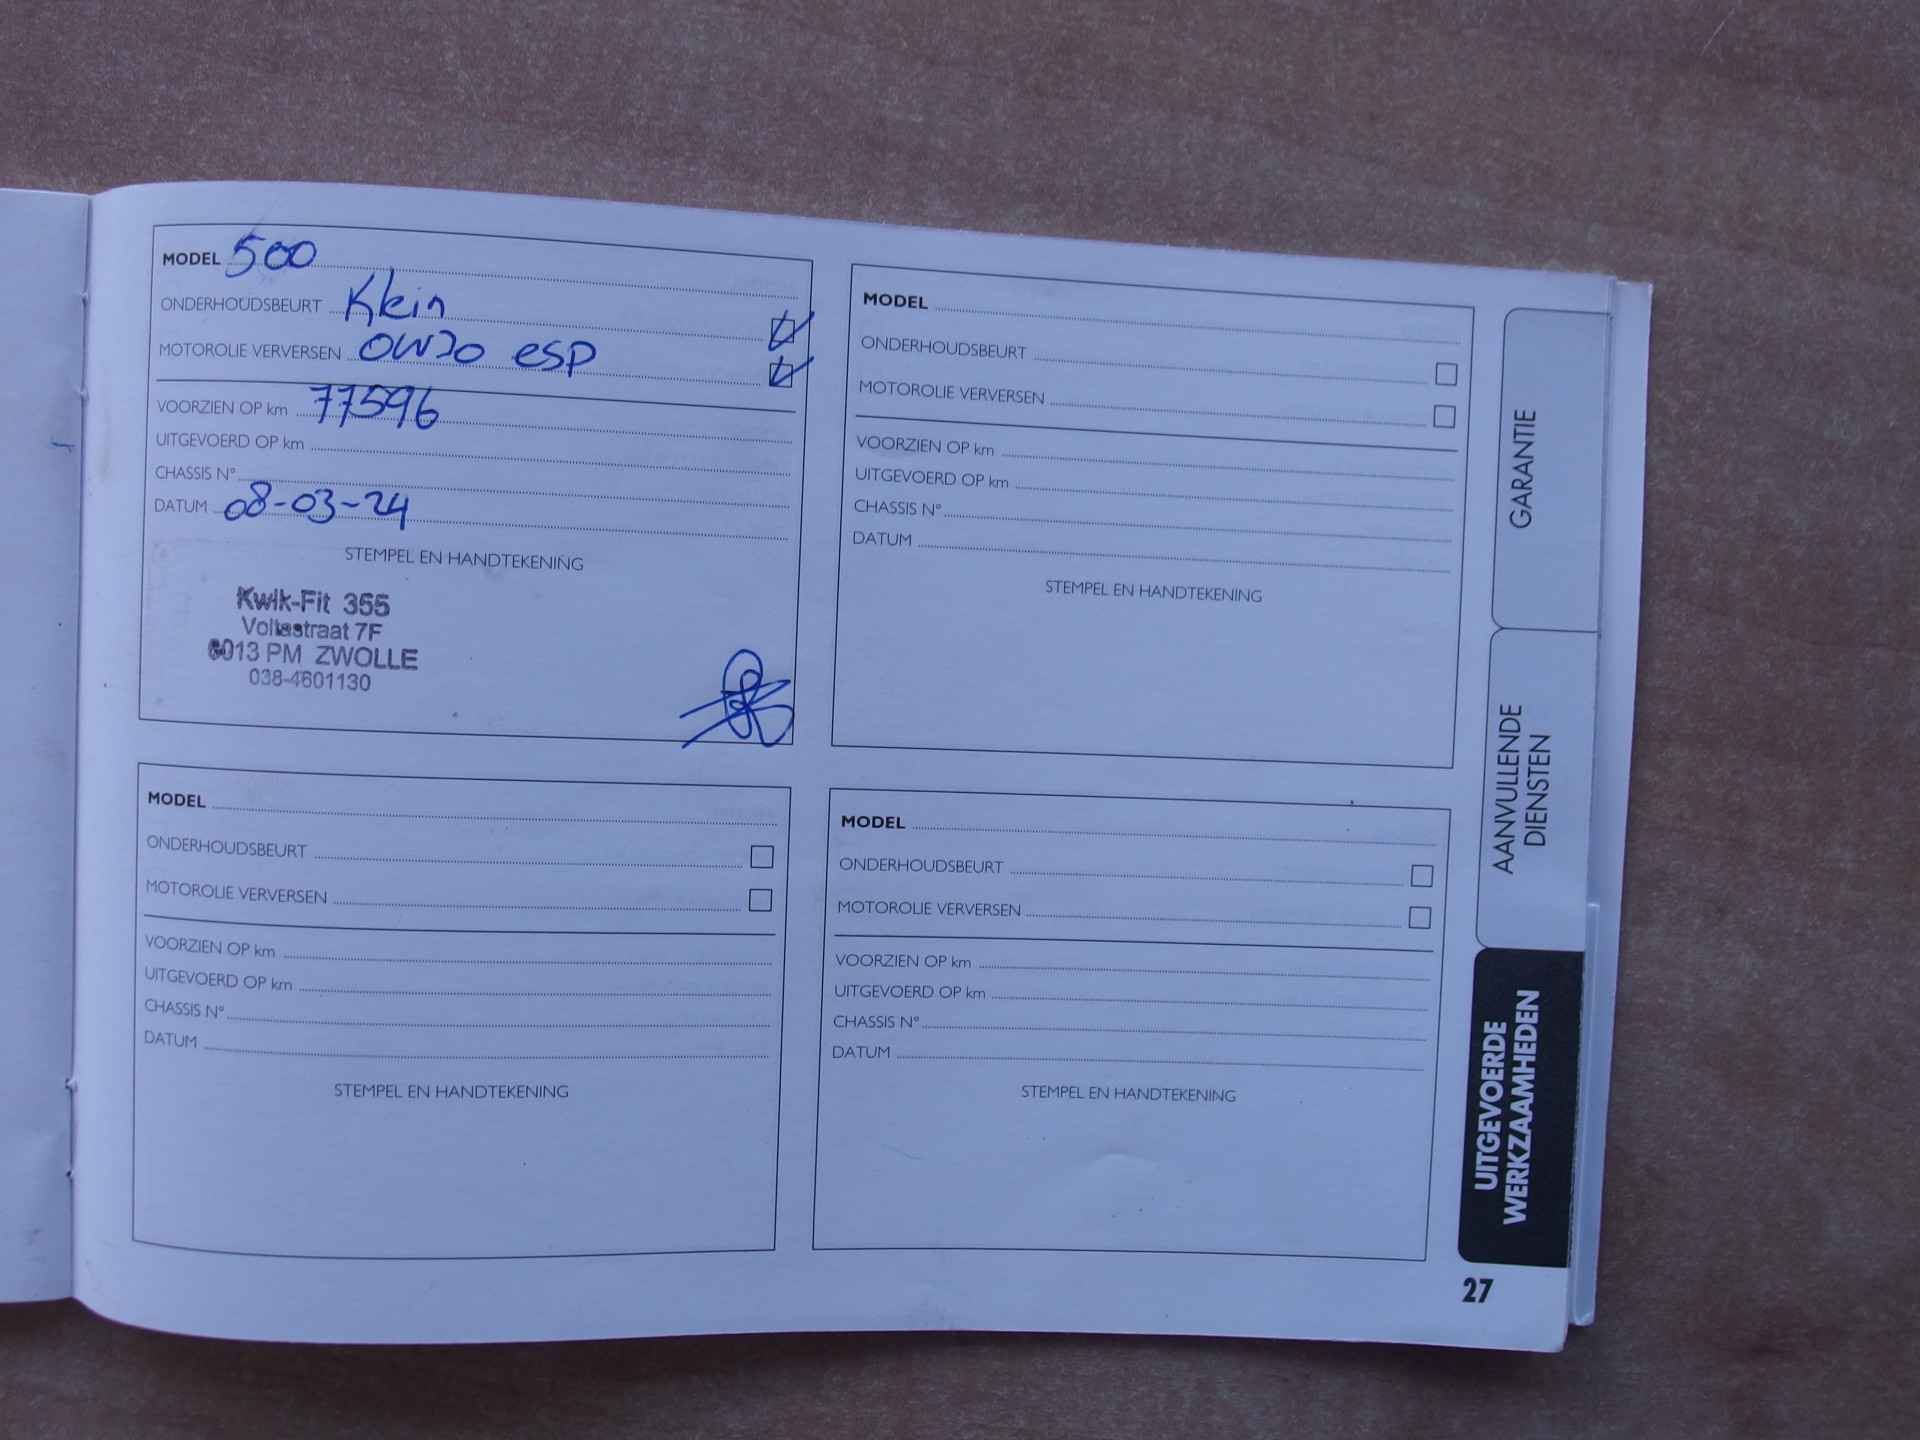 MODEL 500
ONDERHOUDSBEURT Klein
MOTOROLIE VERVERSEN 0W30 esp
VOORZIEN OP km 77596
UITGEVOERD OP km
CHASSIS N°
DATUM 08-03-24
STEMPEL EN HANDTEKENING
Kwik-Fit 355
Voltastraat 7F
8013 PM ZWOLLE
038-4601130
MODEL
ONDERHOUDSBEURT
MOTOROLIE VERVERSEN
VOORZIEN OP km
UITGEVOERD OP km
CHASSIS N°
DATUM
STEMPEL EN HANDTEKENING
MODEL
ONDERHOUDSBEURT
MOTOROLIE VERVERSEN
VOORZIEN OP km
UITGEVOERD OP km
CHASSIS N°
DATUM
STEMPEL EN HANDTEKENING
MODEL
ONDERHOUDSBEURT
MOTOROLIE VERVERSEN
VOORZIEN OP km
UITGEVOERD OP km
CHASSIS N°
DATUM
STEMPEL EN HANDTEKENING
GARANTIE
AANVULLENDE
DIENSTEN
UITGEVOERDE
WERKZAAMHEDEN
27